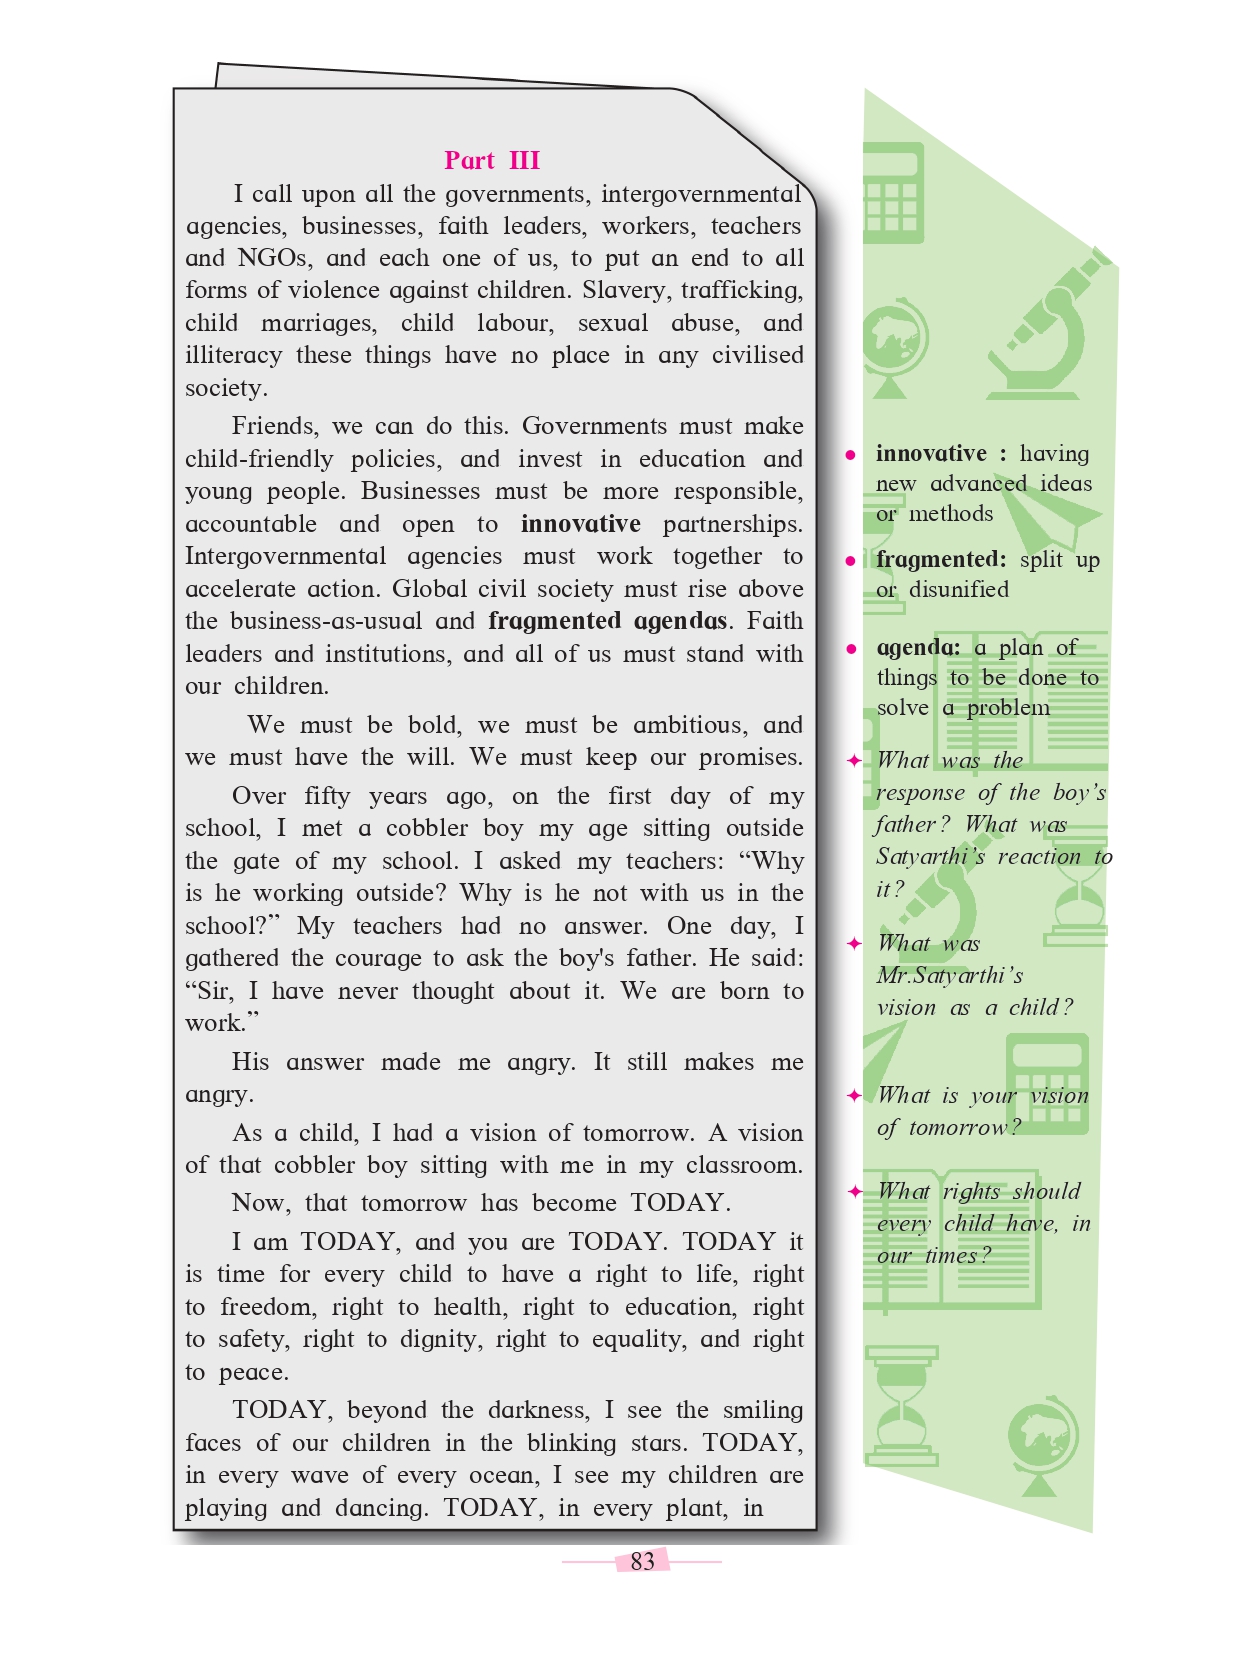 Part III
I call upon all the governments, intergovernmental
agencies, businesses, faith leaders, workers, teachers
and NGOs, and each one of us, to put an end to all
forms of violence against children. Slavery, trafficking,
child marriages, child labour, sexual abuse, and
illiteracy these things have no place in any civilised
society.
Friends, we can do this. Governments must make
child-friendly policies, and invest in education and
young people. Businesses must be more responsible,
accountable and open to innovative partnerships.
Intergovernmental agencies must work together to
accelerate action. Global civil society must rise above
the business-as-usual and fragmented agendas. Faith
leaders and institutions, and all of us must stand with
our children.
We must be bold, we must be ambitious, and
we must have the will. We must keep our promises.
Over fifty years ago, on the first day of my
school, I met a cobbler boy my age sitting outside
the gate of my school. I asked my teachers: “Why
is he working outside? Why is he not with us in the
school?” My teachers had no answer. One day, I
gathered the courage to ask the boy's father. He said:
“Sir, I have never thought about it. We are born to
work.”
His answer made me angry. It still makes me
angry.
As a child, I had a vision of tomorrow. A vision
of that cobbler boy sitting with me in my classroom.
Now, that tomorrow has become TODAY.
I am TODAY, and you are TODAY. TODAY it
is time for every child to have a right to life, right
to freedom, right to health, right to education, right
to safety, right to dignity, right to equality, and right
to peace.
TODAY, beyond the darkness, I see the smiling
faces of our children in the blinking stars. TODAY,
in every wave of every ocean, I see my children are
playing and dancing. TODAY, in every plant, in
• innovative : having
new advanced ideas
or methods
• fragmented: split up
or disunified
• agenda: a plan of
things to be done to
solve a problem
✦ What was the
response of the boy’s
father? What was
Satyarthi’s reaction to
it?
✦ What was
Mr.Satyarthi’s
vision as a child?
✦ What is your vision
of tomorrow?
✦ What rights should
every child have, in
our times?
83